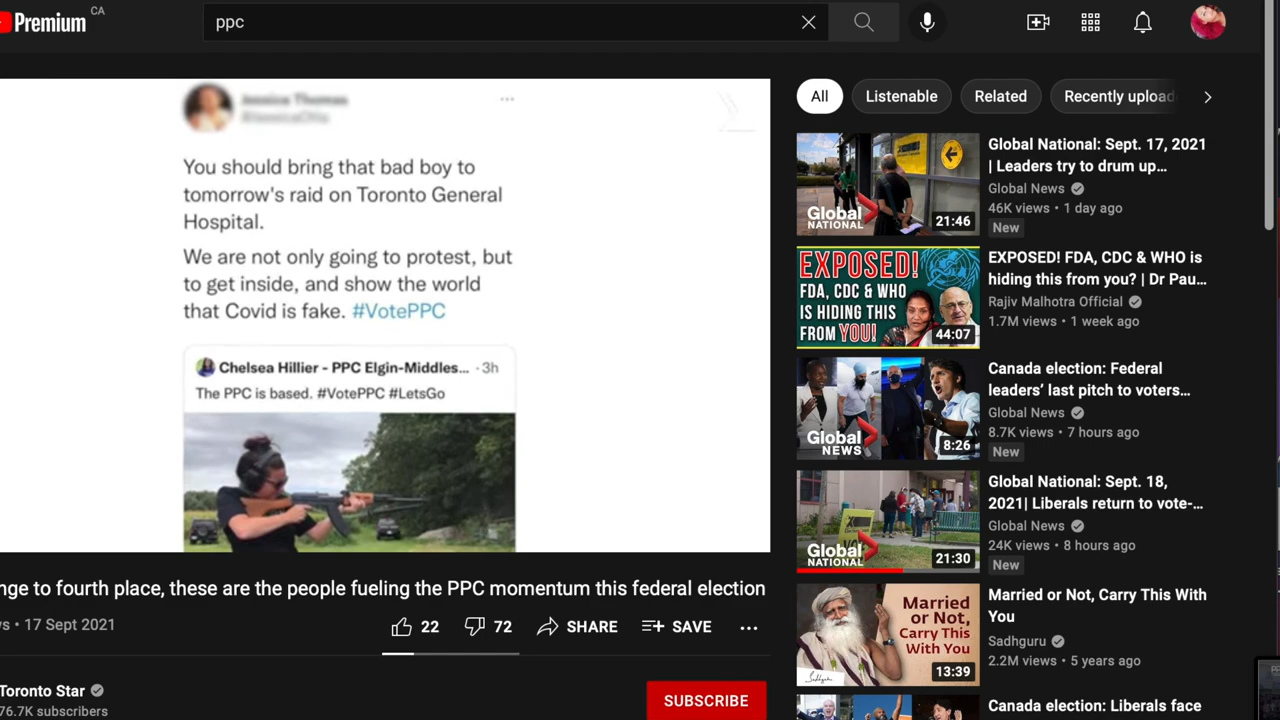 Premium CA
ppc
You should bring that bad boy to
tomorrow's raid on Toronto General
Hospital.
We are not only going to protest, but
to get inside, and show the world
that Covid is fake. #VotePPC
Chelsea Hillier - PPC Elgin-Middles... · 3h
The PPC is based. #VotePPC #LetsGo
nge to fourth place, these are the people fueling the PPC momentum this federal election
s • 17 Sept 2021
22
72
SHARE
SAVE
Toronto Star
76.7K subscribers
SUBSCRIBE
All
Listenable
Related
Recently upload
Global
NATIONAL
21:46
Global National: Sept. 17, 2021
| Leaders try to drum up...
Global News
46K views • 1 day ago
New
EXPOSED!
FDA, CDC & WHO
IS HIDING THIS
FROM YOU!
44:07
EXPOSED! FDA, CDC & WHO is
hiding this from you? | Dr Pau...
Rajiv Malhotra Official
1.7M views • 1 week ago
Global
NEWS
8:26
Canada election: Federal
leaders' last pitch to voters...
Global News
8.7K views • 7 hours ago
New
Global
NATIONAL
21:30
Global National: Sept. 18,
2021| Liberals return to vote-...
Global News
24K views • 8 hours ago
New
Married
or Not,
Carry This
With You
Sadhguru
13:39
Married or Not, Carry This With
You
Sadhguru
2.2M views • 5 years ago
Canada election: Liberals face